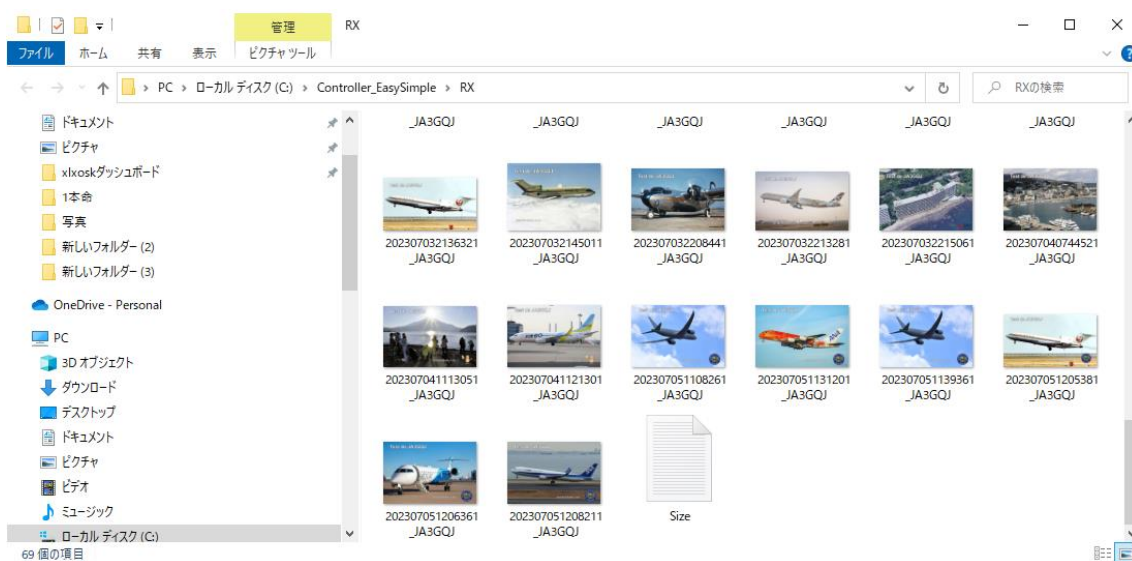 管理
RX
ファイル
ホーム
共有
表示
ピクチャ ツール
PC › ローカル ディスク (C:) › Controller_EasySimple › RX
RXの検索
ドキュメント
ピクチャ
xlxoskダッシュボード
1本命
写真
新しいフォルダー (2)
新しいフォルダー (3)
OneDrive - Personal
PC
3D オブジェクト
ダウンロード
デスクトップ
ドキュメント
ピクチャ
ビデオ
ミュージック
ローカル ディスク (C:)
_JA3GQJ
_JA3GQJ
_JA3GQJ
_JA3GQJ
_JA3GQJ
_JA3GQJ
202307032136321
_JA3GQJ
202307032145011
_JA3GQJ
202307032208441
_JA3GQJ
202307032213281
_JA3GQJ
202307032215061
_JA3GQJ
202307040744521
_JA3GQJ
202307041113051
_JA3GQJ
202307041121301
_JA3GQJ
202307051108261
_JA3GQJ
202307051131201
_JA3GQJ
202307051139361
_JA3GQJ
202307051205381
_JA3GQJ
202307051206361
_JA3GQJ
202307051208211
_JA3GQJ
Size
69 個の項目